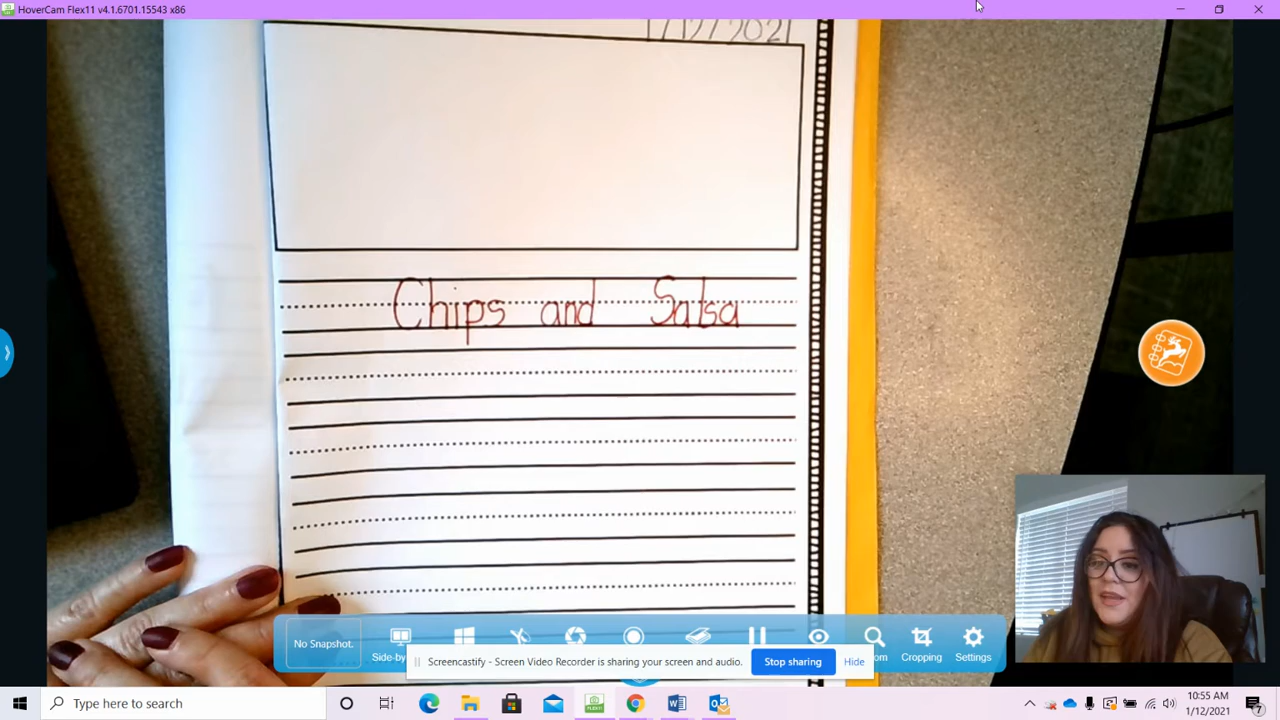 HoverCam Flex11 v4.1.6701.15543 x86
1/12/2021
Chips and Salsa
No Snapshot.
Side-by
Cropping
Settings
Screencastify - Screen Video Recorder is sharing your screen and audio.
Stop sharing
Hide
Type here to search
10:55 AM
1/12/2021
7